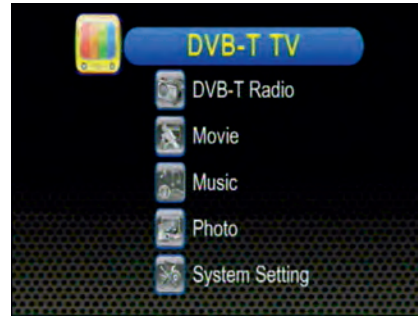 DVB-T TV
DVB-T Radio
Movie
Music
Photo
System Setting